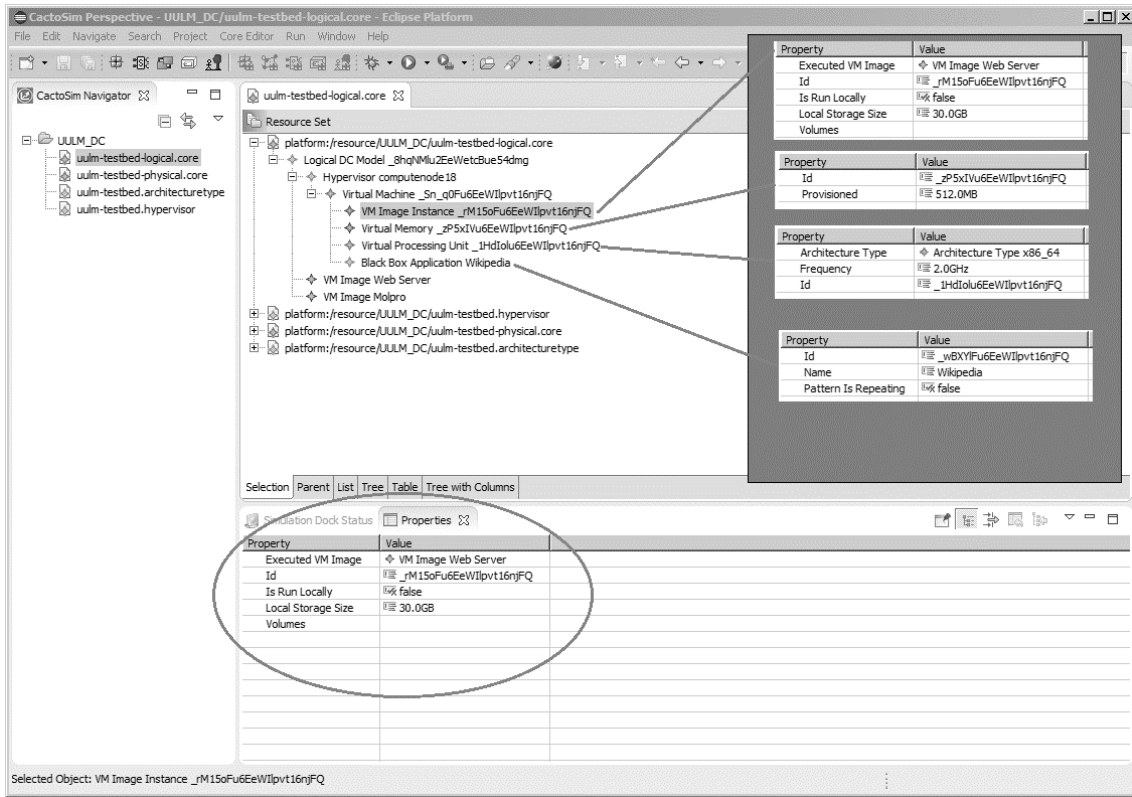 CactoSim Perspective - UULM_DC/uulm-testbed-logical.core - Eclipse Platform
File Edit Navigate Search Project Core Editor Run Window Help
CactoSim Navigator
UULM_DC
uulm-testbed-logical.core
uulm-testbed-physical.core
uulm-testbed.architecturetype
uulm-testbed.hypervisor
uulm-testbed-logical.core
Resource Set
platform:/resource/UULM_DC/uulm-testbed-logical.core
Logical DC Model _8hqNMlu2EeWetcBue54dmg
Hypervisor computenode18
Virtual Machine _Sn_q0Fu6EeWIlpvt16njFQ
VM Image Instance _rM15oFu6EeWIlpvt16njFQ
Virtual Memory _zP5xIVu6EeWIlpvt16njFQ
Virtual Processing Unit _1HdIolu6EeWIlpvt16njFQ
Black Box Application Wikipedia
VM Image Web Server
VM Image Molpro
platform:/resource/UULM_DC/uulm-testbed.hypervisor
platform:/resource/UULM_DC/uulm-testbed-physical.core
platform:/resource/UULM_DC/uulm-testbed.architecturetype
Selection Parent List Tree Table Tree with Columns
Property Value
Executed VM Image VM Image Web Server
Id _rM15oFu6EeWIlpvt16njFQ
Is Run Locally false
Local Storage Size 30.0GB
Volumes
Property Value
Id _zP5xIVu6EeWIlpvt16njFQ
Provisioned 512.0MB
Property Value
Architecture Type Architecture Type x86_64
Frequency 2.0GHz
Id _1HdIolu6EeWIlpvt16njFQ
Property Value
Id _wBXYlFu6EeWIlpvt16njFQ
Name Wikipedia
Pattern Is Repeating false
Simulation Dock Status Properties
Property Value
Executed VM Image VM Image Web Server
Id _rM15oFu6EeWIlpvt16njFQ
Is Run Locally false
Local Storage Size 30.0GB
Volumes
Selected Object: VM Image Instance _rM15oFu6EeWIlpvt16njFQ